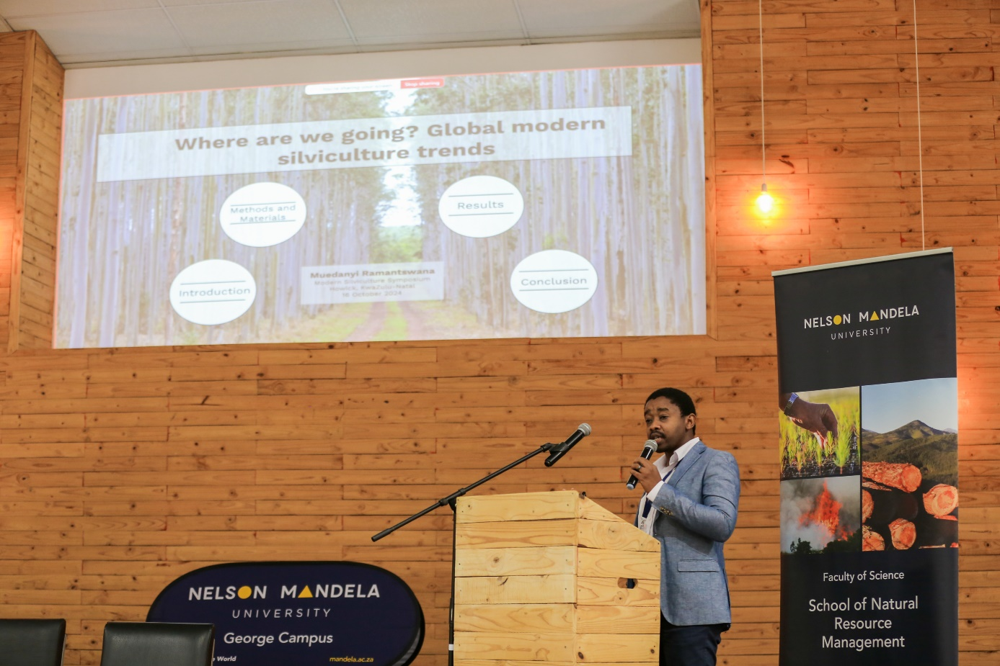 Stop sharing
Where are we going? Global modern
silviculture trends
Methods and
Materials
Results
Introduction
Muedanyi Ramantswana
Modern Silviculture Symposium
Howick, KwaZulu-Natal
16 October 2024
Conclusion
NELSON MANDELA
UNIVERSITY
Faculty of Science
School of Natural
Resource
Management
NELSON MANDELA
UNIVERSITY
George Campus
World
mandela.ac.za